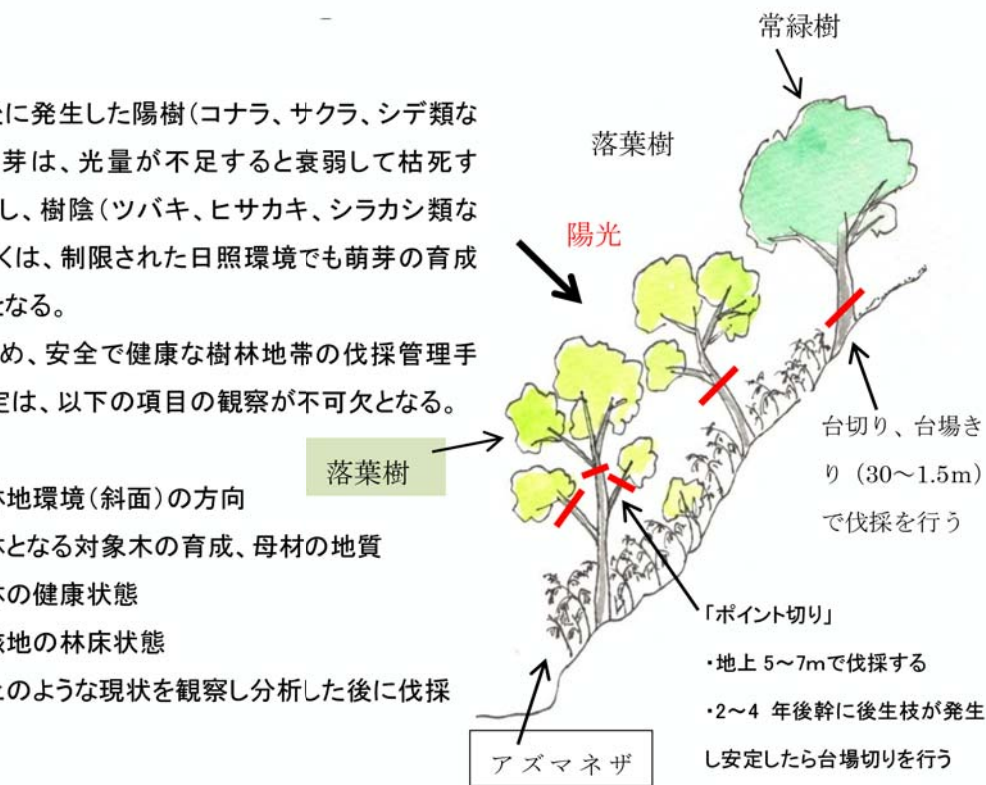 後に発生した陽樹(コナラ、サクラ、シデ類な
芽は、光量が不足すると衰弱して枯死す
し、樹陰(ツバキ、ヒサカキ、シラカシ類な
くは、制限された日照環境でも萌芽の育成
となる。
め、安全で健康な樹林地帯の伐採管理手
定は、以下の項目の観察が不可欠となる。
林地環境(斜面)の方向
体となる対象木の育成、母材の地質
体の健康状態
該地の林床状態
上のような現状を観察し分析した後に伐採
常緑樹
落葉樹
陽光
落葉樹
台切り、台場き
り (30~1.5m)
で伐採を行う
「ポイント切り」
・地上 5~7mで伐採する
・2~4 年後幹に後生枝が発生
し安定したら台場切りを行う
アズマネザ